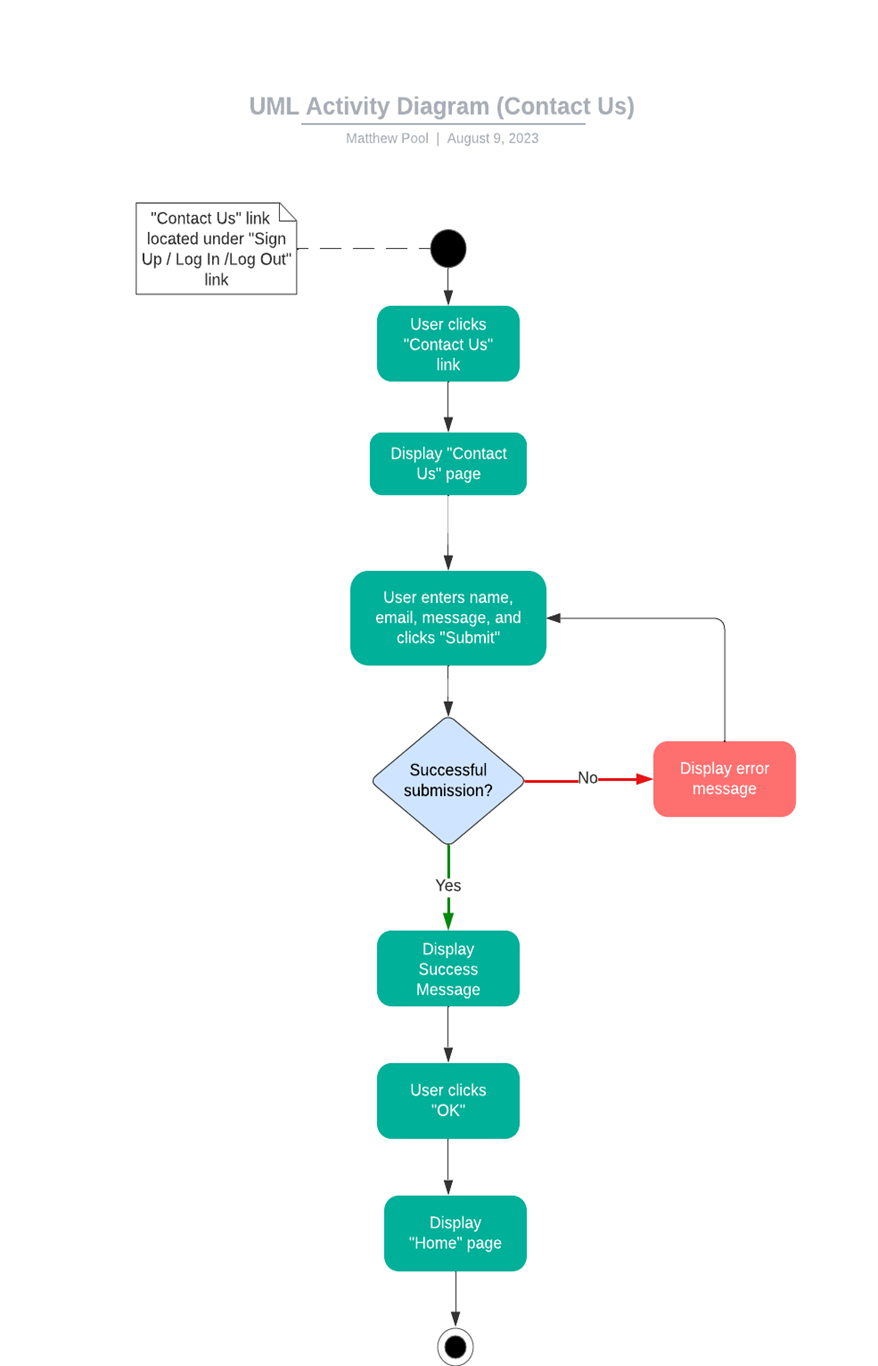 UML Activity Diagram (Contact Us)
Matthew Pool | August 9, 2023
"Contact Us" link
located under "Sign
Up / Log In /Log Out"
link
User clicks
"Contact Us"
link
Display "Contact
Us" page
User enters name,
email, message, and
clicks "Submit"
Successful
submission?
No
Display error
message
Yes
Display
Success
Message
User clicks
"OK"
Display
"Home" page